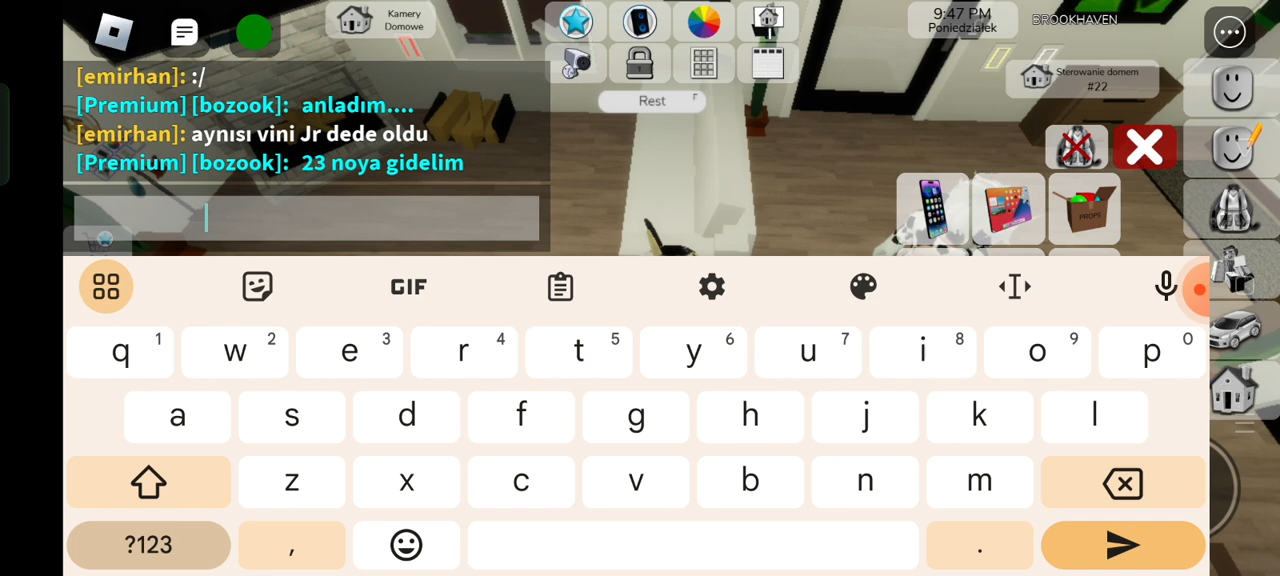 Kamery
Domowe
9:47 PM
Poniedziałek
BROOKHAVEN
Sterowanie domem
#22
Rest
[emirhan]: :/
[Premium] [bozook]: anladım....
[emirhan]: aynısı vini Jr dede oldu
[Premium] [bozook]: 23 noya gidelim
PROPS
GIF
q 1 w 2 e 3 r 4 t 5 y 6 u 7 i 8 o 9 p 0
a s d f g h j k l
z x c v b n m
?123 , .